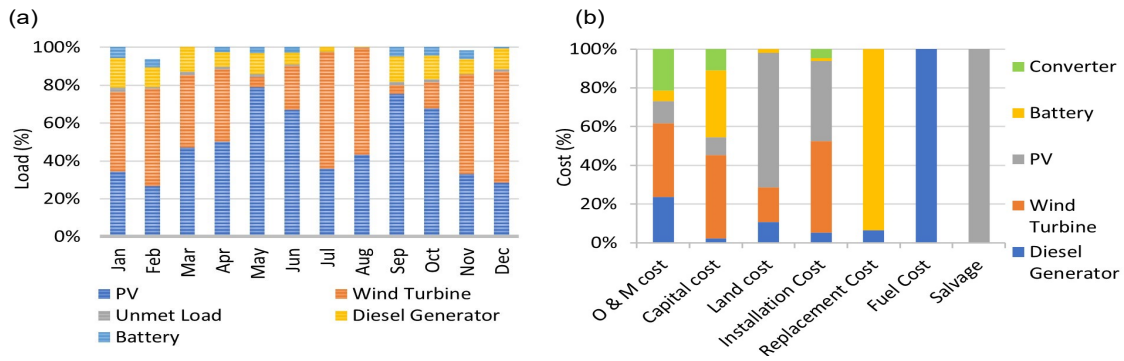 (a)
100%
80%
60%
40%
20%
0%
Load (%)
Jan
Feb
Mar
Apr
May
Jun
Jul
Aug
Sep
Oct
Nov
Dec
PV
Wind Turbine
Unmet Load
Diesel Generator
Battery
(b)
100%
80%
60%
40%
20%
0%
Cost (%)
O & M cost
Capital cost
Land cost
Installation Cost
Replacement Cost
Fuel Cost
Salvage
Converter
Battery
PV
Wind
Turbine
Diesel
Generator